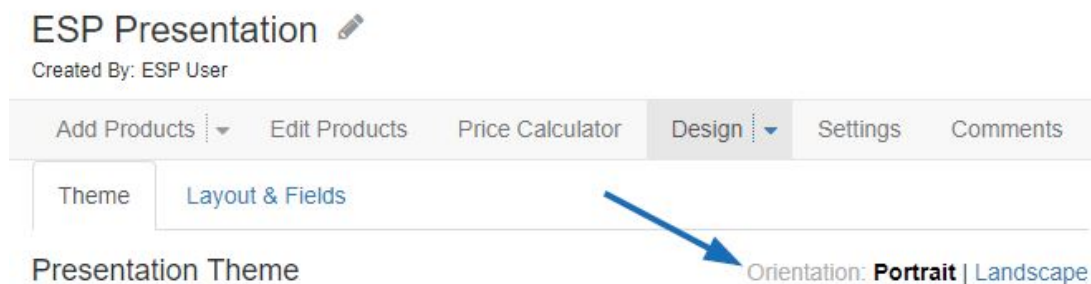 ESP Presentation
Created By: ESP User
Add Products Edit Products Price Calculator Design Settings Comments
Theme Layout & Fields
Presentation Theme Orientation: Portrait | Landscape